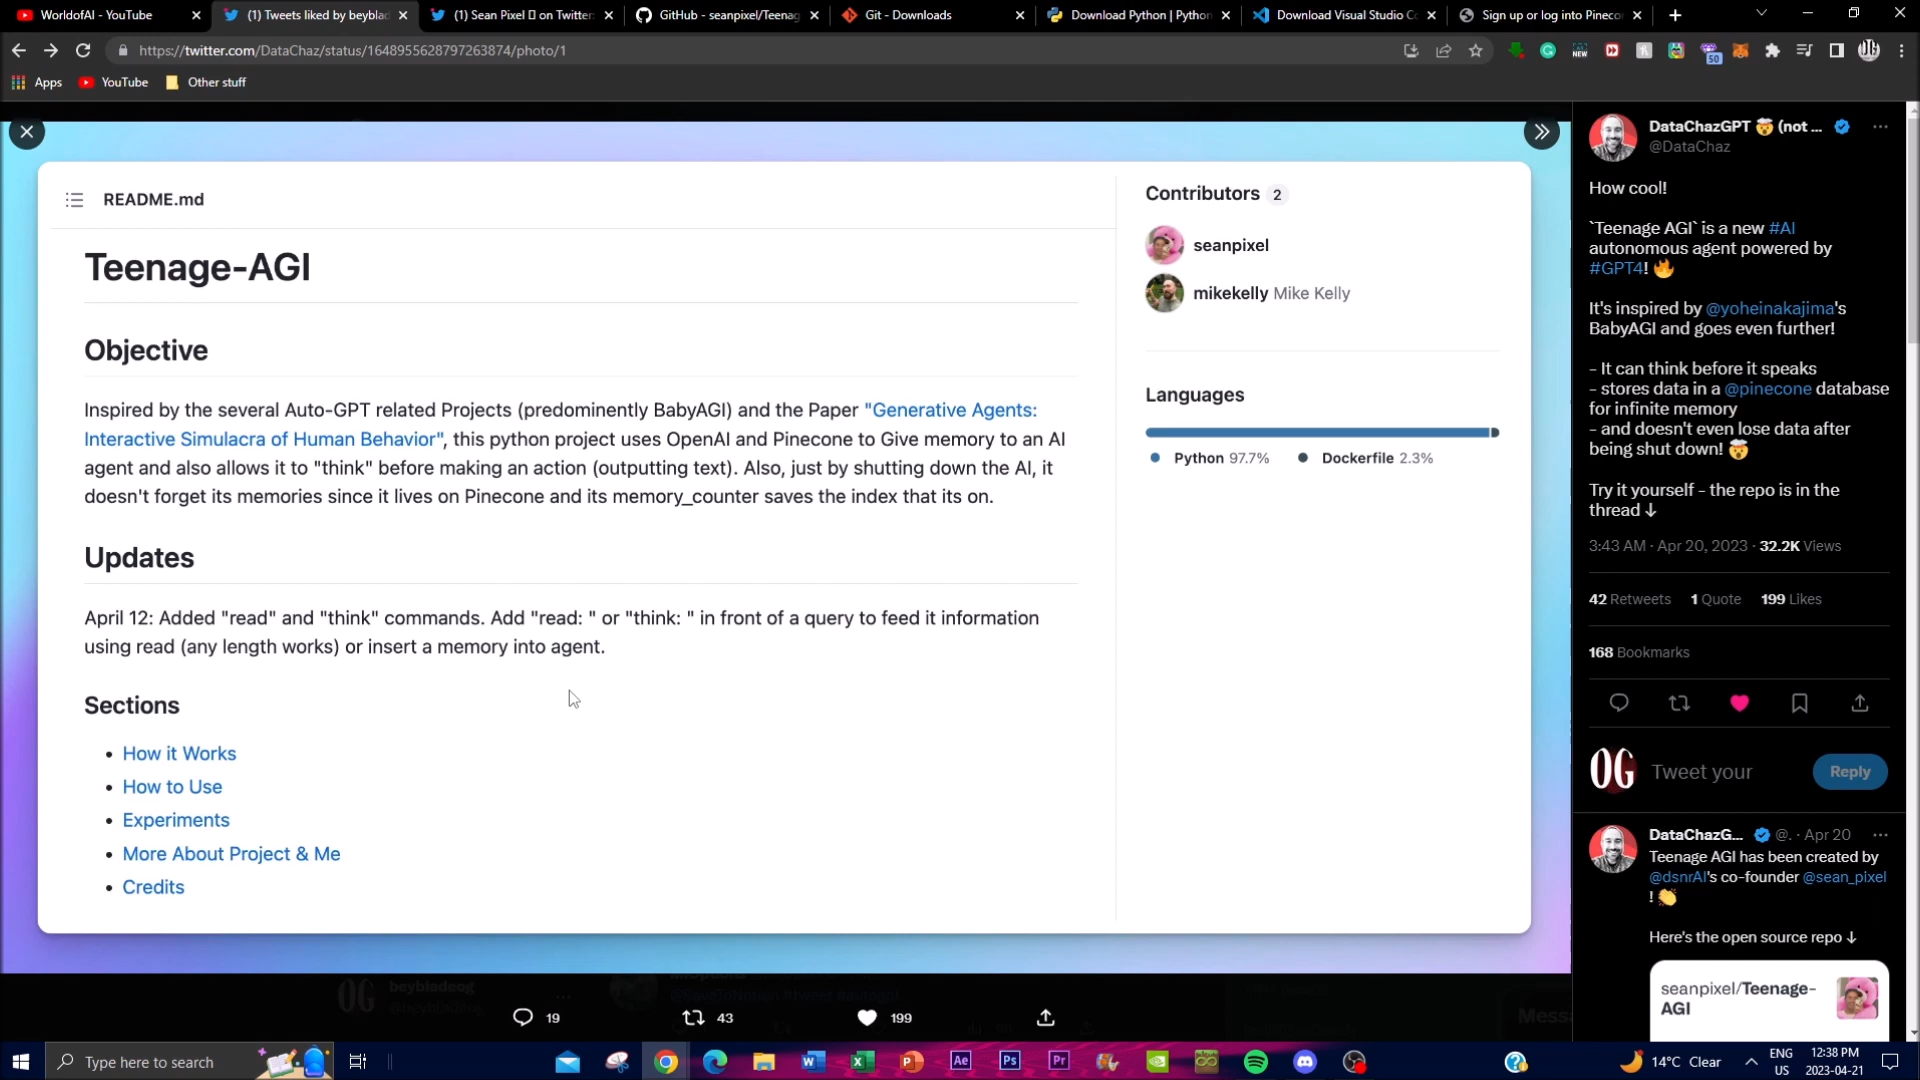 WorldofAI - YouTube
(1) Tweets liked by beyblad
(1) Sean Pixel on Twitter:
GitHub - seanpixel/Teenag
Git - Downloads
Download Python | Python
Download Visual Studio Co
Sign up or log into Pineco
https://twitter.com/DataChaz/status/1648955628797263874/photo/1
50
Apps
YouTube
Other stuff
README.md
Teenage-AGI
Objective
Inspired by the several Auto-GPT related Projects (predominently BabyAGI) and the Paper "Generative Agents:
Interactive Simulacra of Human Behavior", this python project uses OpenAI and Pinecone to Give memory to an AI
agent and also allows it to "think" before making an action (outputting text). Also, just by shutting down the AI, it
doesn't forget its memories since it lives on Pinecone and its memory_counter saves the index that its on.
Updates
April 12: Added "read" and "think" commands. Add "read: " or "think: " in front of a query to feed it information
using read (any length works) or insert a memory into agent.
Sections
• How it Works
• How to Use
• Experiments
• More About Project & Me
• Credits
Contributors 2
seanpixel
mikekelly Mike Kelly
Languages
Python 97.7% Dockerfile 2.3%
beybladeog
19
43
199
DataChazGPT 🤯 (not ...
@DataChaz
How cool!
`Teenage AGI` is a new #AI
autonomous agent powered by
#GPT4! 🔥
It's inspired by @yoheinakajima's
BabyAGI and goes even further!
- It can think before it speaks
- stores data in a @pinecone database
for infinite memory
- and doesn't even lose data after
being shut down! 🤯
Try it yourself - the repo is in the
thread ↓
3:43 AM · Apr 20, 2023 · 32.2K Views
42 Retweets 1 Quote 199 Likes
168 Bookmarks
OG
Tweet your
Reply
DataChazG... @. · Apr 20
Teenage AGI has been created by
@dsnrAI's co-founder @sean_pixel
! 👏
Here's the open source repo ↓
seanpixel/Teenage-
AGI
Type here to search
14°C Clear
ENG
US
12:38 PM
2023-04-21